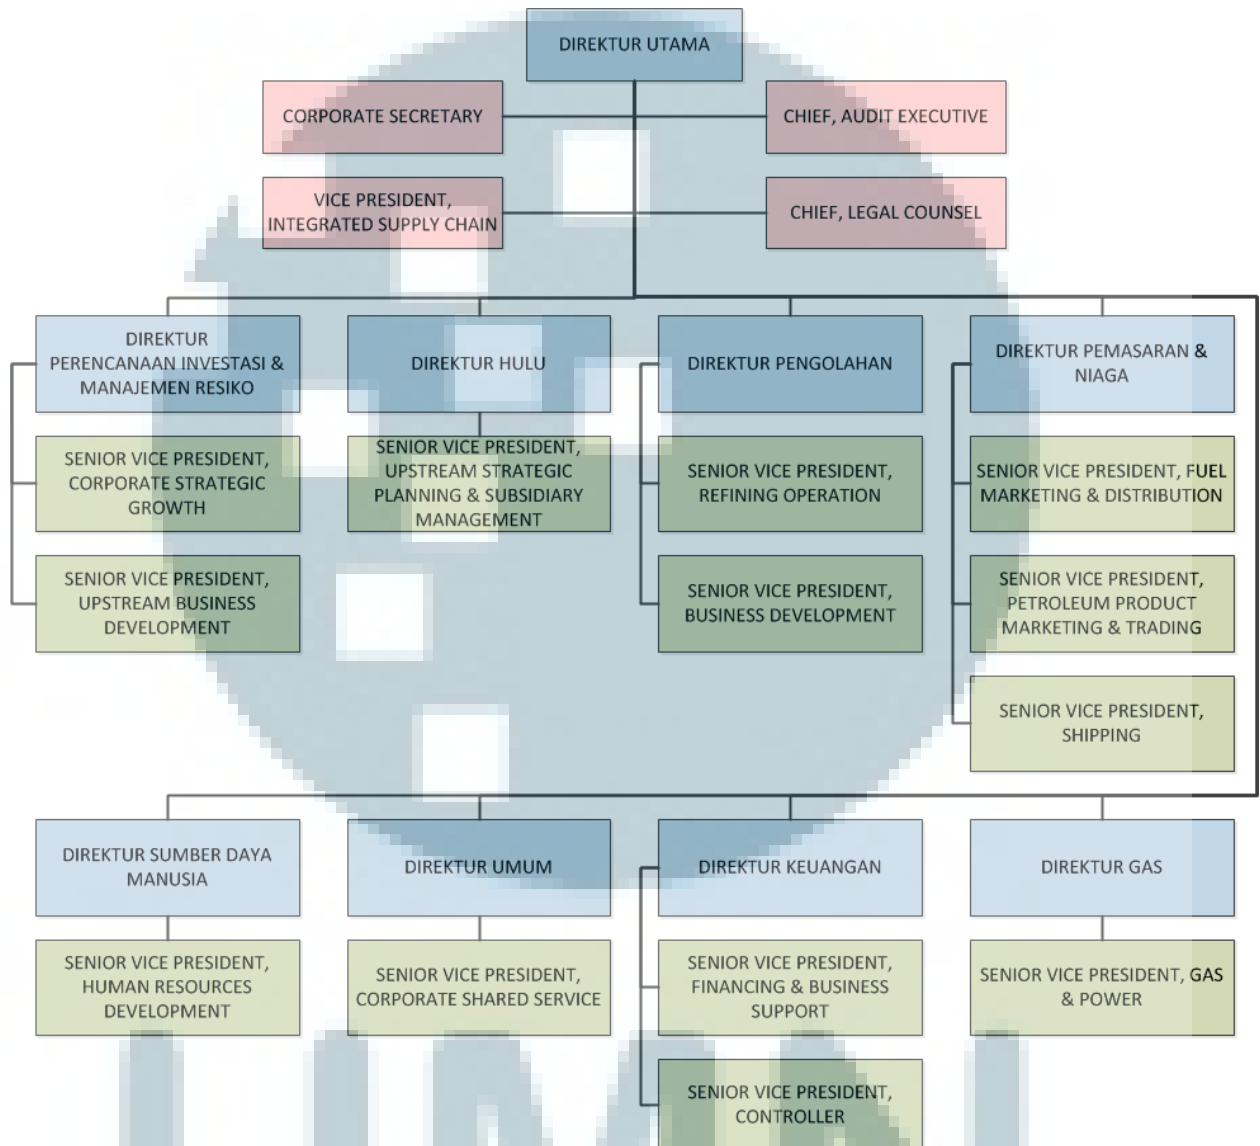 DIREKTUR UTAMA
CORPORATE SECRETARY
CHIEF, AUDIT EXECUTIVE
VICE PRESIDENT,
INTEGRATED SUPPLY CHAIN
CHIEF, LEGAL COUNSEL
DIREKTUR
PERENCANAAN INVESTASI &
MANAJEMEN RESIKO
DIREKTUR HULU
DIREKTUR PENGOLAHAN
DIREKTUR PEMASARAN &
NIAGA
SENIOR VICE PRESIDENT,
CORPORATE STRATEGIC
GROWTH
SENIOR VICE PRESIDENT,
UPSTREAM STRATEGIC
PLANNING & SUBSIDIARY
MANAGEMENT
SENIOR VICE PRESIDENT,
REFINING OPERATION
SENIOR VICE PRESIDENT, FUEL
MARKETING & DISTRIBUTION
SENIOR VICE PRESIDENT,
UPSTREAM BUSINESS
DEVELOPMENT
SENIOR VICE PRESIDENT,
BUSINESS DEVELOPMENT
SENIOR VICE PRESIDENT,
PETROLEUM PRODUCT
MARKETING & TRADING
SENIOR VICE PRESIDENT,
SHIPPING
DIREKTUR SUMBER DAYA
MANUSIA
DIREKTUR UMUM
DIREKTUR KEUANGAN
DIREKTUR GAS
SENIOR VICE PRESIDENT,
HUMAN RESOURCES
DEVELOPMENT
SENIOR VICE PRESIDENT,
CORPORATE SHARED SERVICE
SENIOR VICE PRESIDENT,
FINANCING & BUSINESS
SUPPORT
SENIOR VICE PRESIDENT, GAS
& POWER
SENIOR VICE PRESIDENT,
CONTROLLER